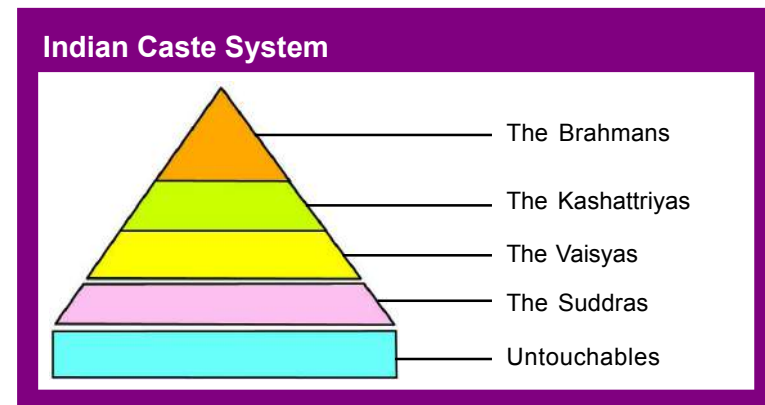 Indian Caste System
The Brahmans
The Kashattriyas
The Vaisyas
The Suddras
Untouchables